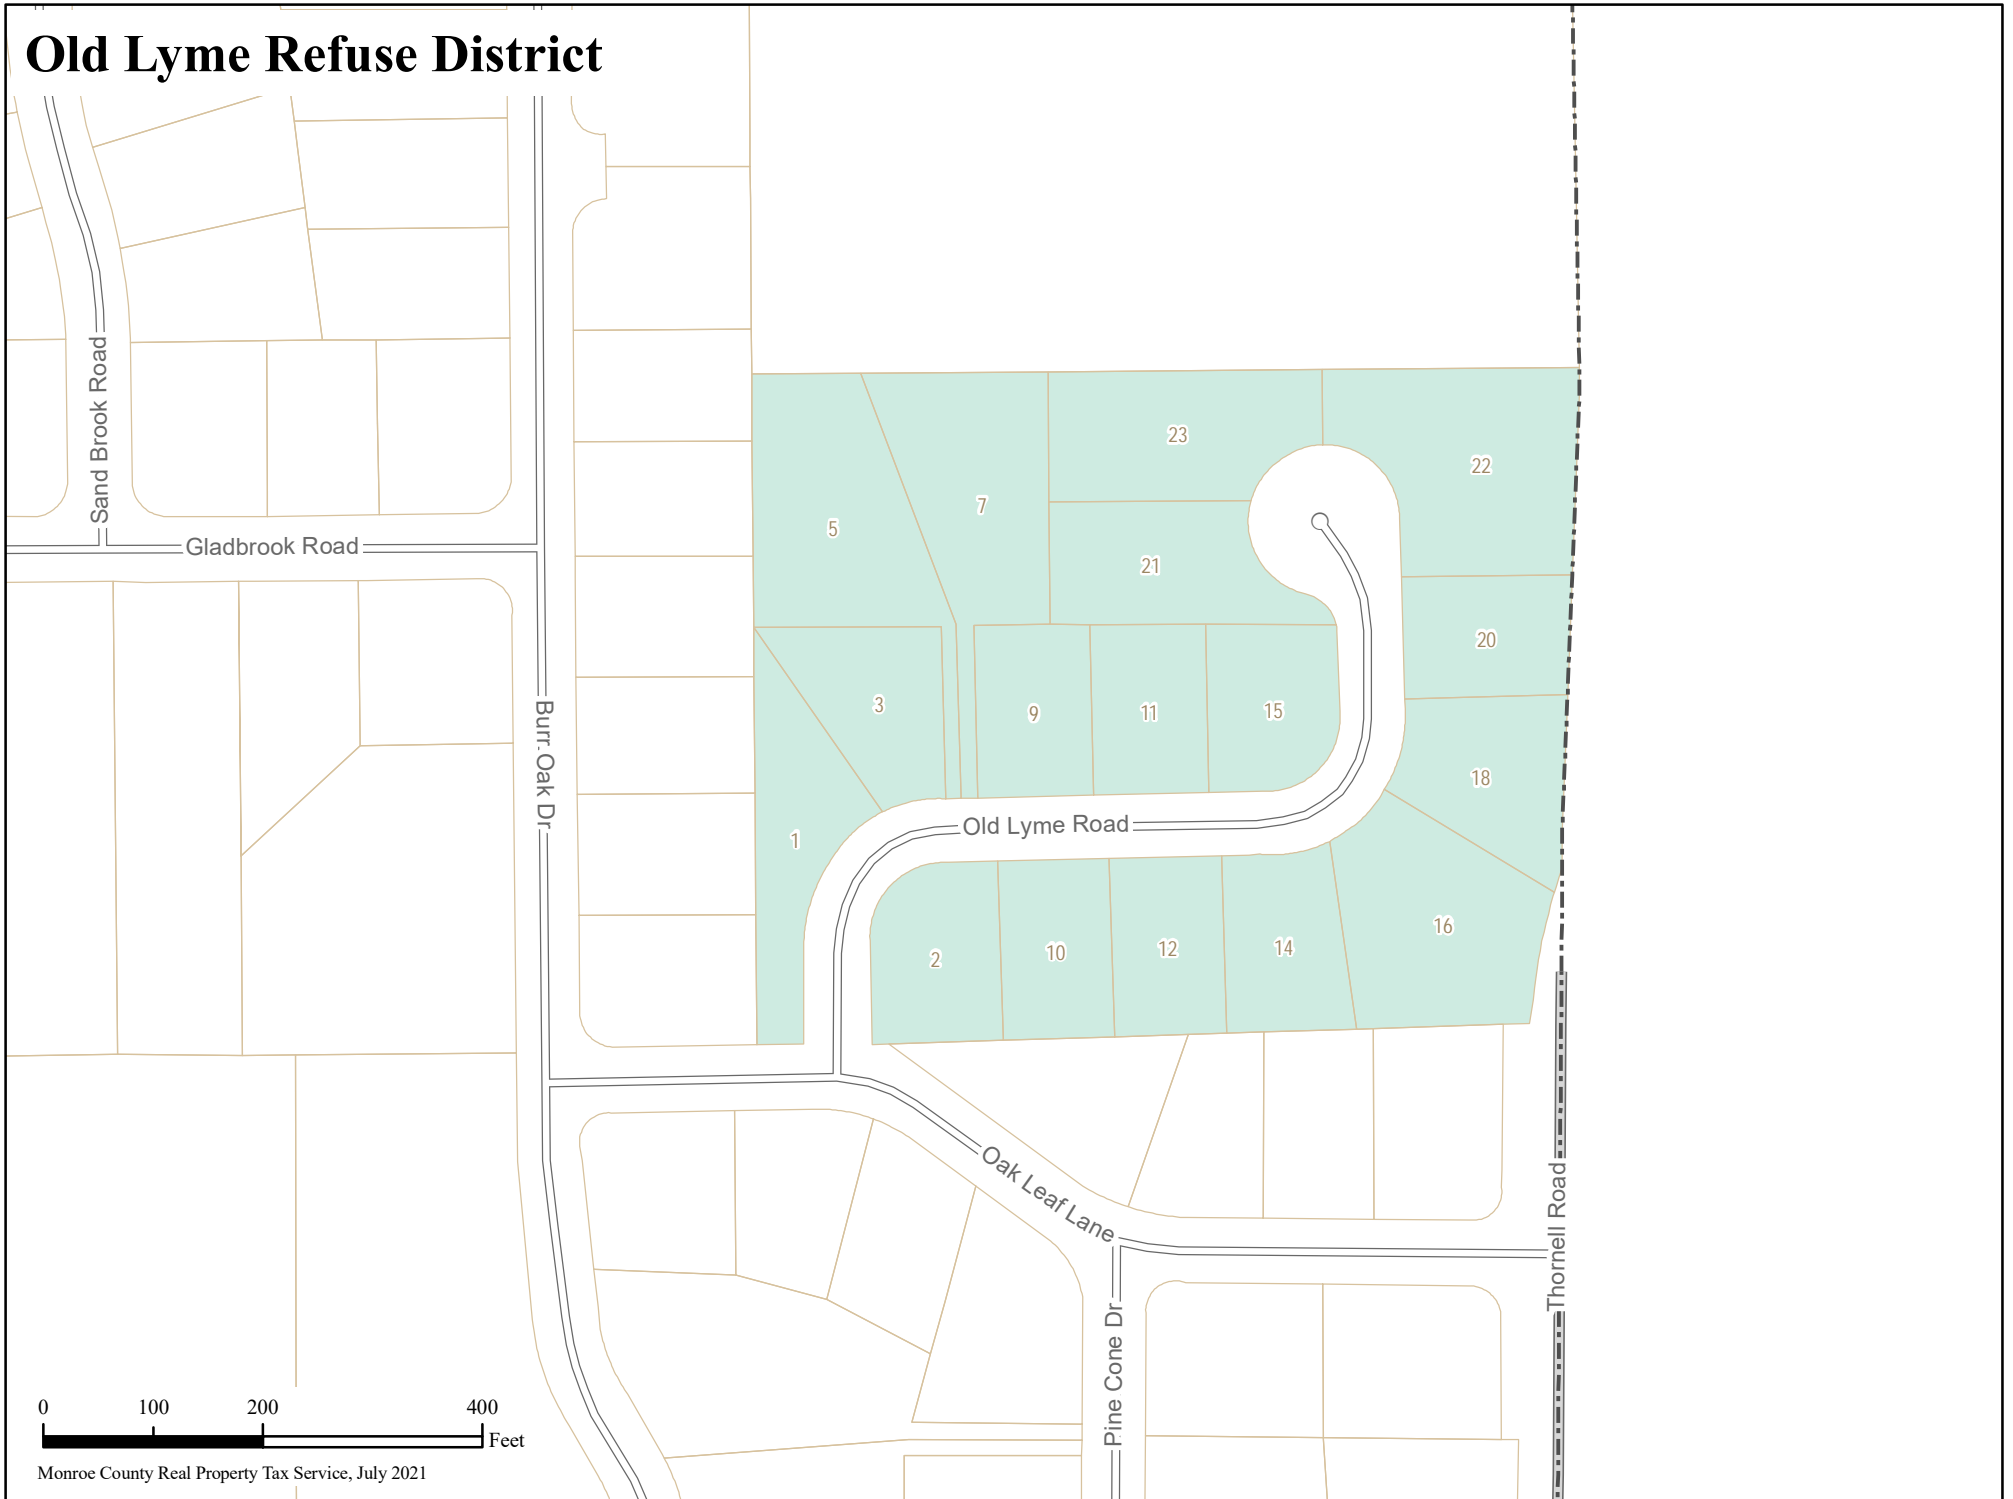 Old Lyme Refuse District
Sand Brook Road
Gladbrook Road
Burr Oak Dr
23
22
7
5
21
20
3
9
11
15
18
1
Old Lyme Road
16
2
10
12
14
Oak Leaf Lane
Thornell Road
Pine Cone Dr
0 100 200 400
Feet
Monroe County Real Property Tax Service, July 2021